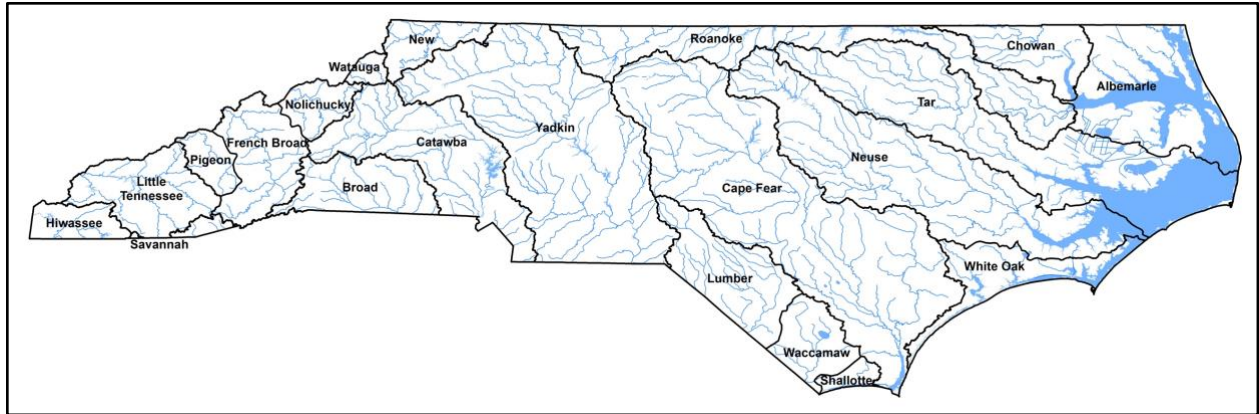 New
Roanoke
Chowan
Watauga
Albemarle
Nolichucky
Tar
Yadkin
French Broad
Catawba
Pigeon
Neuse
Little
Tennessee
Broad
Cape Fear
Hiwassee
Savannah
White Oak
Lumber
Waccamaw
Shallotte